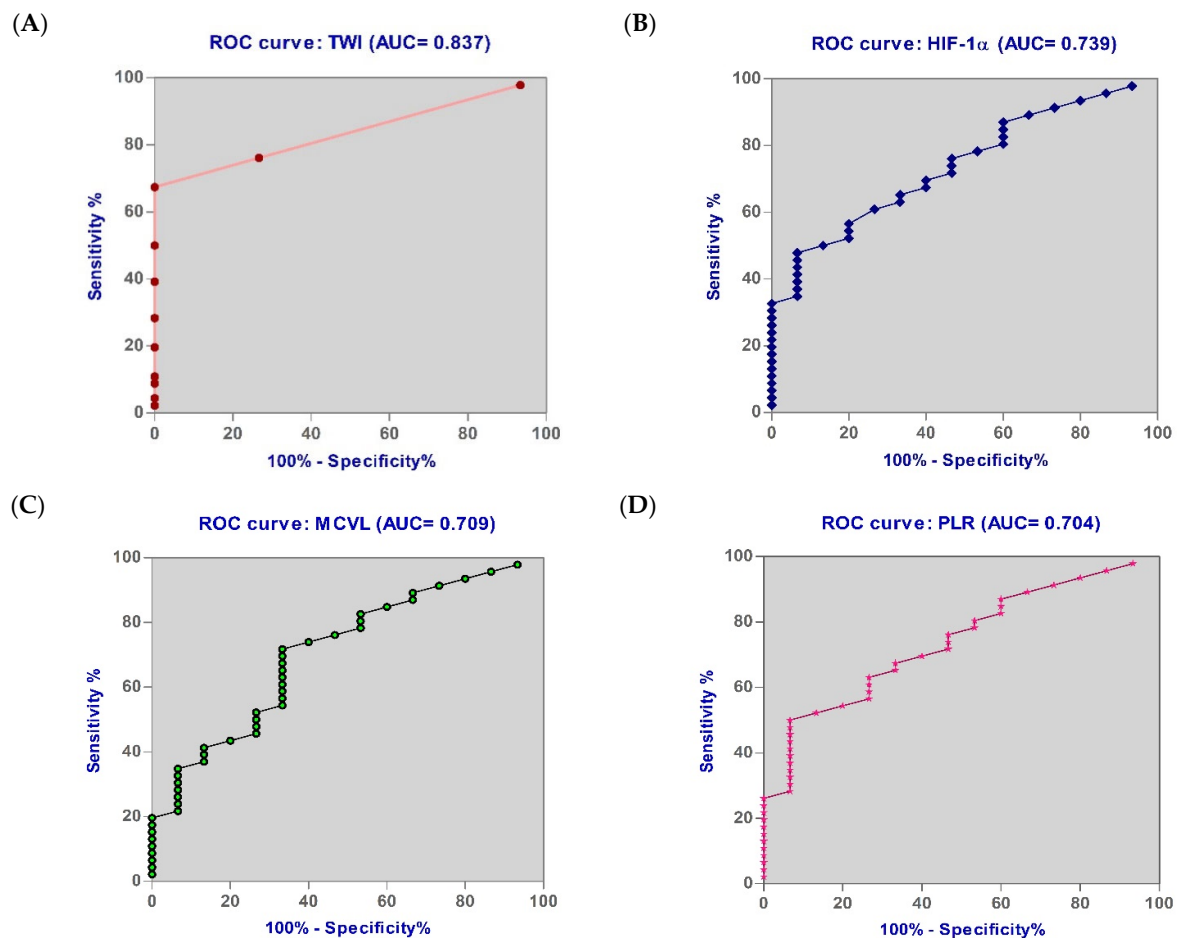 (A)
ROC curve: TWI (AUC= 0.837)
100
80
60
40
20
0
Sensitivity %
0 20 40 60 80 100
100% - Specificity%
(B)
ROC curve: HIF-1α (AUC= 0.739)
100
80
60
40
20
0
Sensitivity %
0 20 40 60 80 100
100% - Specificity%
(C)
ROC curve: MCVL (AUC= 0.709)
100
80
60
40
20
0
Sensitivity %
0 20 40 60 80 100
100% - Specificity%
(D)
ROC curve: PLR (AUC= 0.704)
100
80
60
40
20
0
Sensitivity %
0 20 40 60 80 100
100% - Specificity%